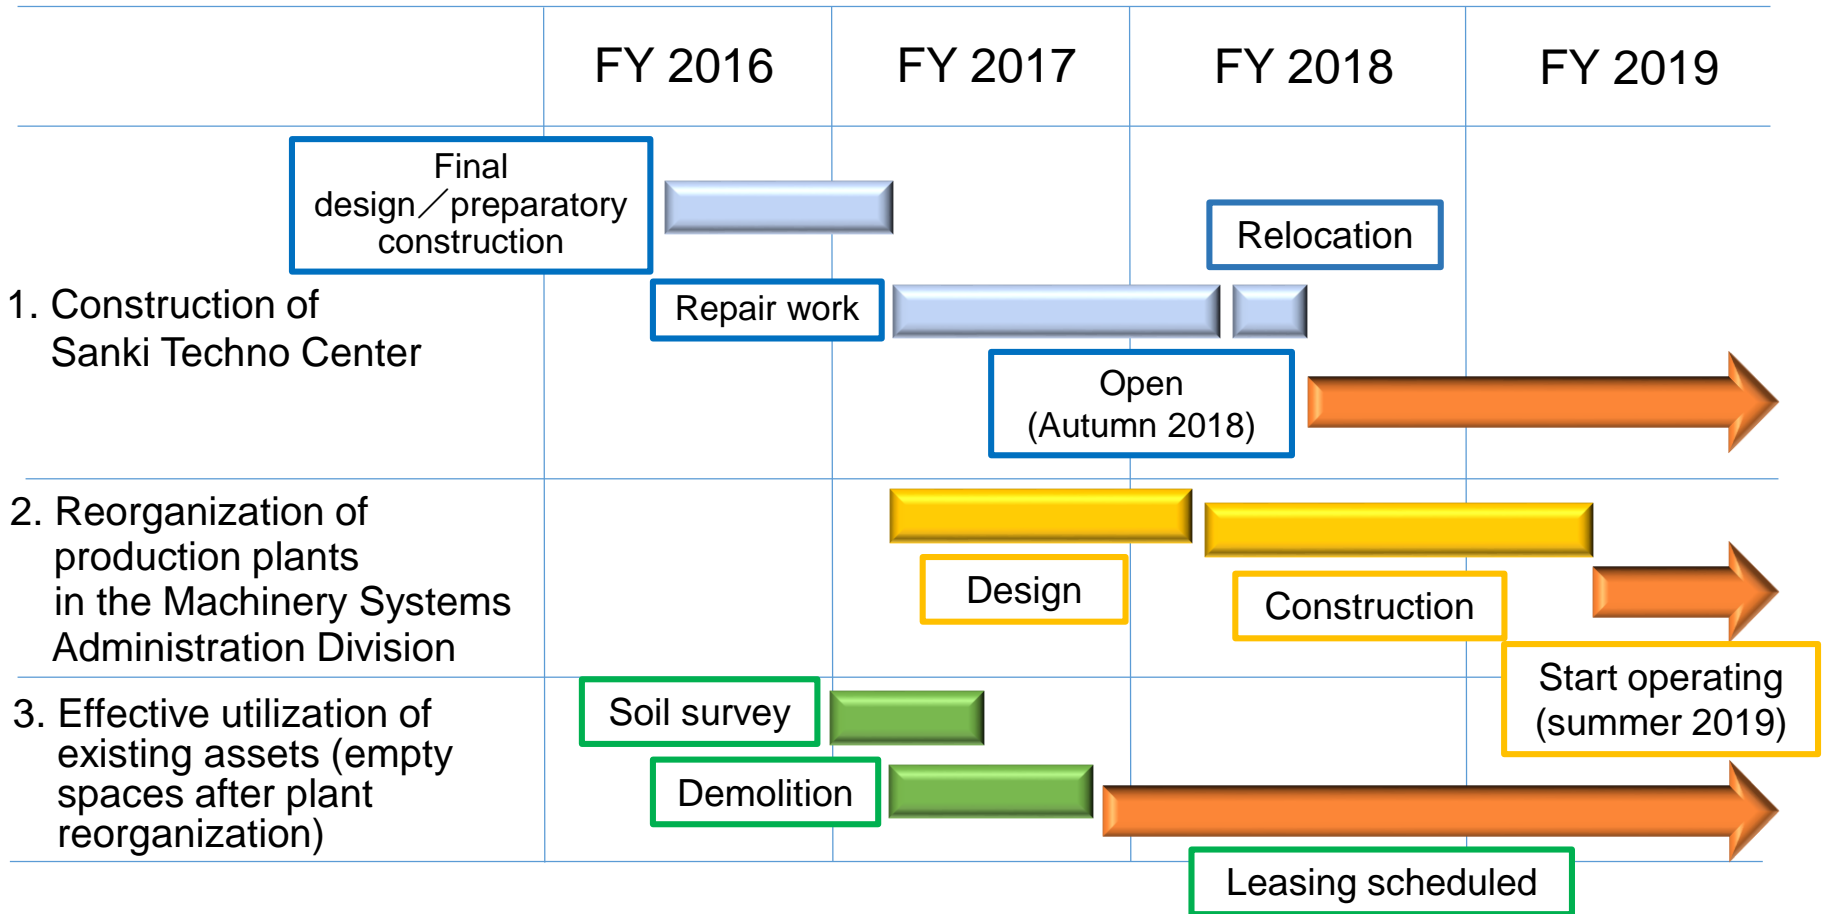 FY 2016
FY 2017
FY 2018
FY 2019
1. Construction of
Sanki Techno Center
Final
design／preparatory
construction
Repair work
Relocation
Open
(Autumn 2018)
2. Reorganization of
production plants
in the Machinery Systems
Administration Division
Design
Construction
Start operating
(summer 2019)
3. Effective utilization of
existing assets (empty
spaces after plant
reorganization)
Soil survey
Demolition
Leasing scheduled